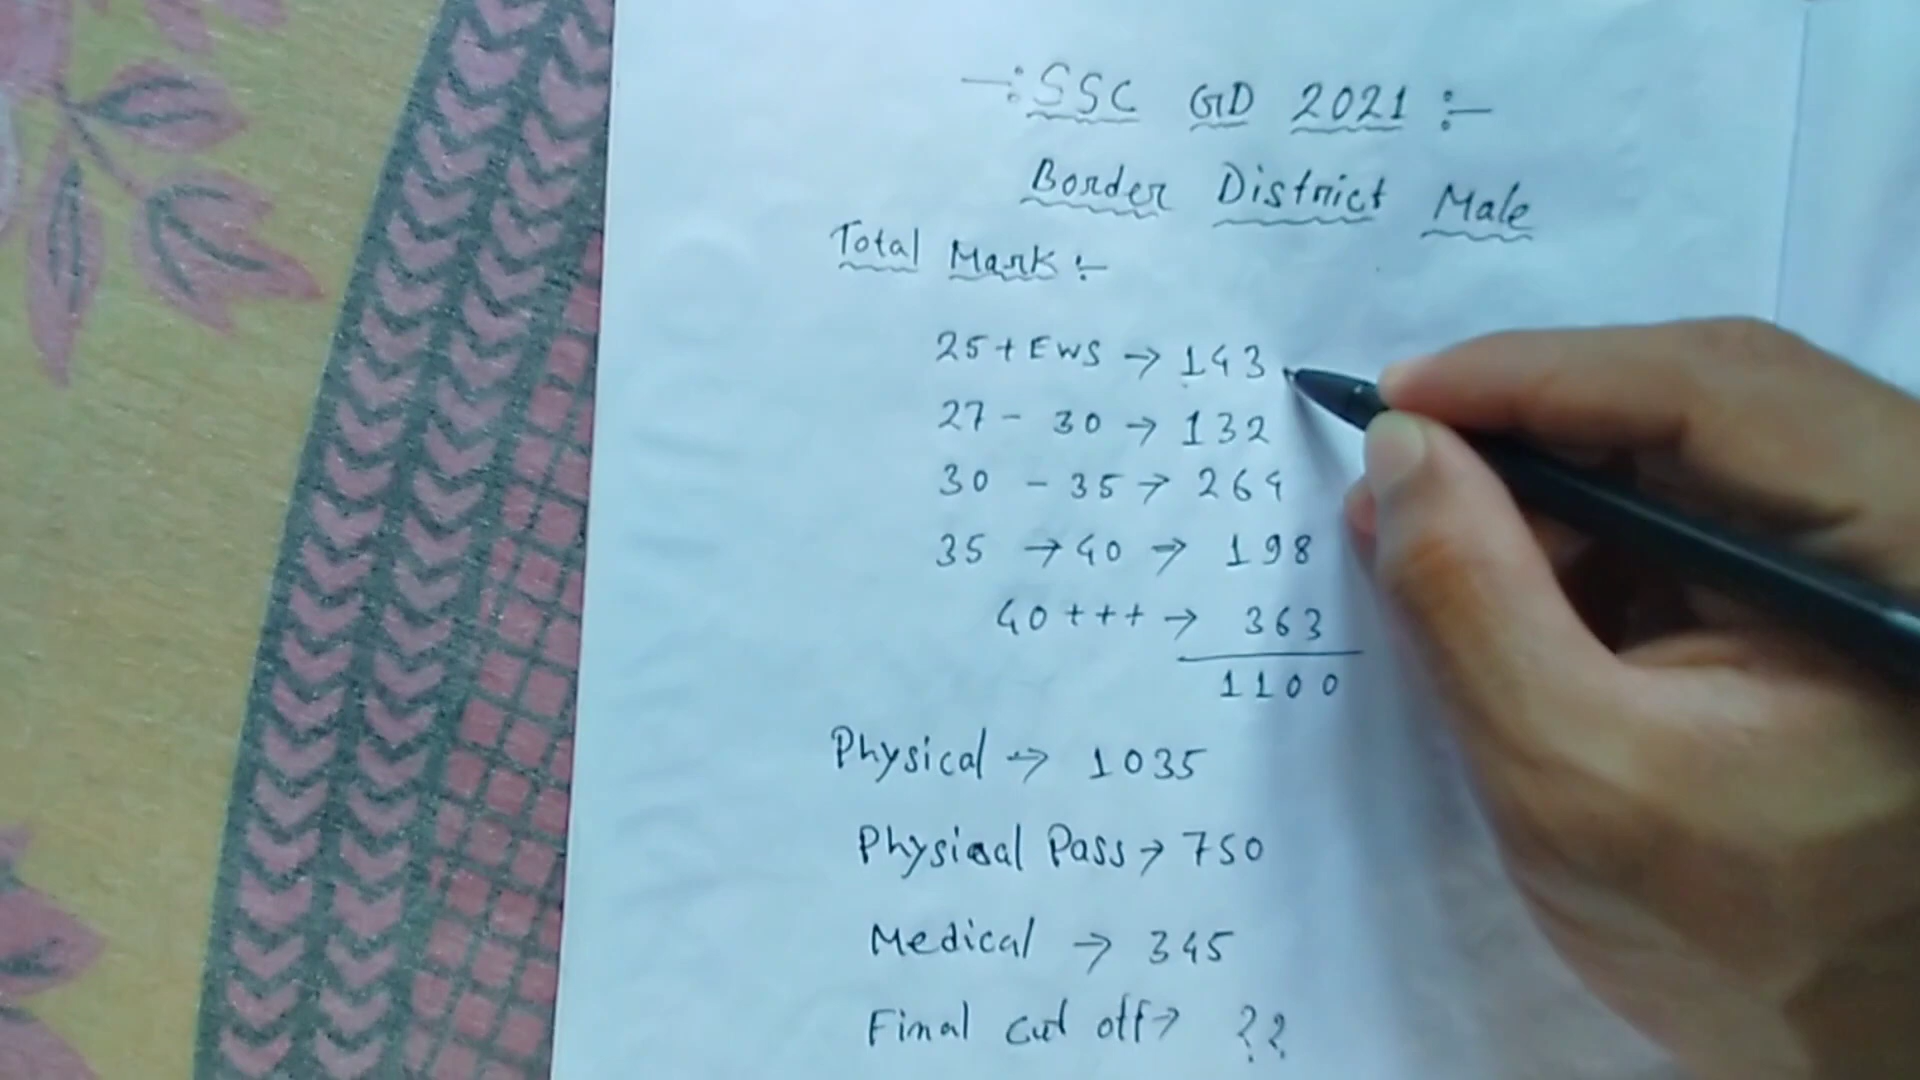 -:SSC GD 2021 :-
Border District Male
Total Mark :-
25 + EWS → 143
27 - 30 → 132
30 - 35 → 264
35 → 40 → 198
40 + + + → 363
1100
Physical → 1035
Physical Pass → 750
Medical → 345
Final cut off → ??